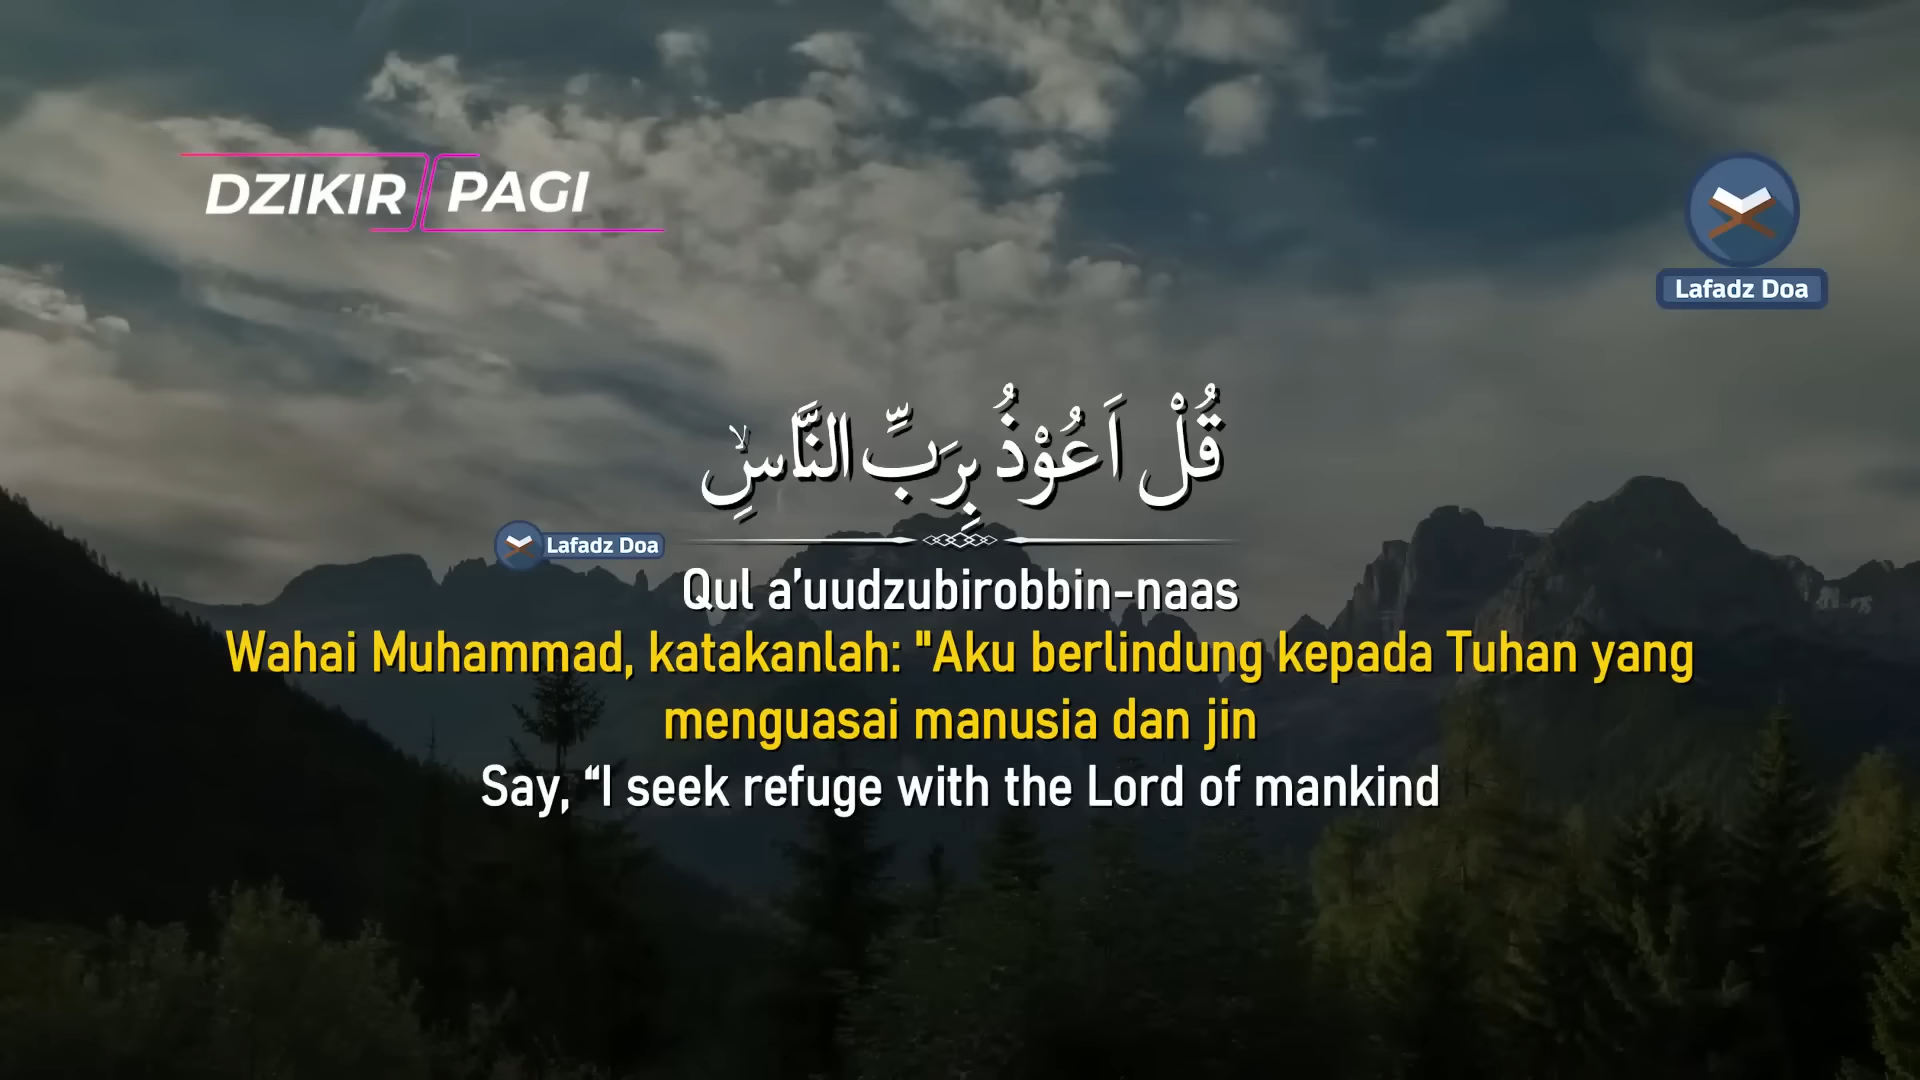 DZIKIR PAGI
Lafadz Doa
قُلْ اَعُوْذُ بِرَبِّ النَّاسِۙ
Lafadz Doa
Qul a’uudzubirobbin-naas
Wahai Muhammad, katakanlah: "Aku berlindung kepada Tuhan yang
menguasai manusia dan jin
Say, “I seek refuge with the Lord of mankind